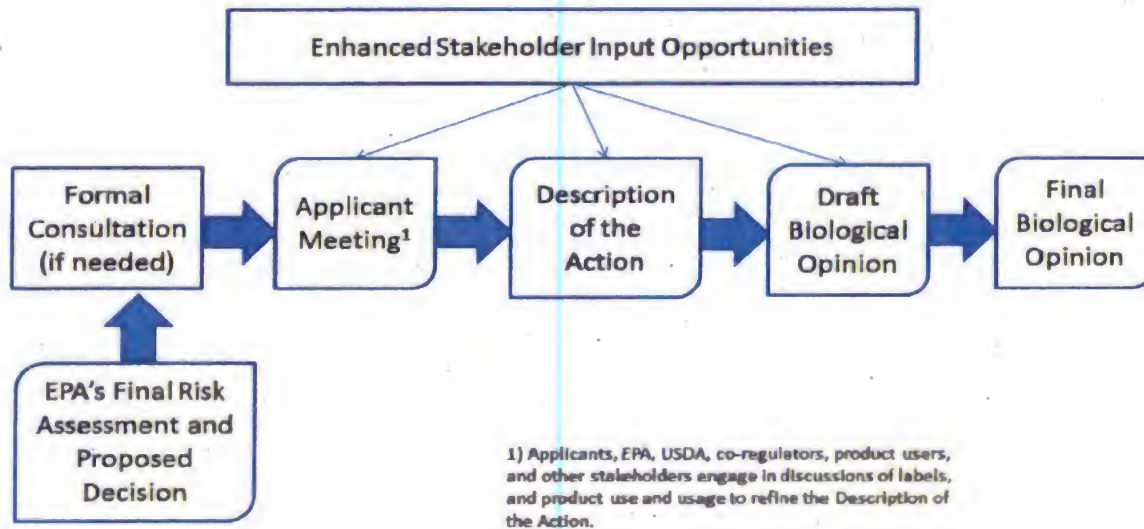 Enhanced Stakeholder Input Opportunities
Formal
Consultation
(if needed)
Applicant
Meeting¹
Description
of the
Action
Draft
Biological
Opinion
Final
Biological
Opinion
EPA's Final Risk
Assessment and
Proposed
Decision
1) Applicants, EPA, USDA, co-regulators, product users,
and other stakeholders engage in discussions of labels,
and product use and usage to refine the Description of
the Action.